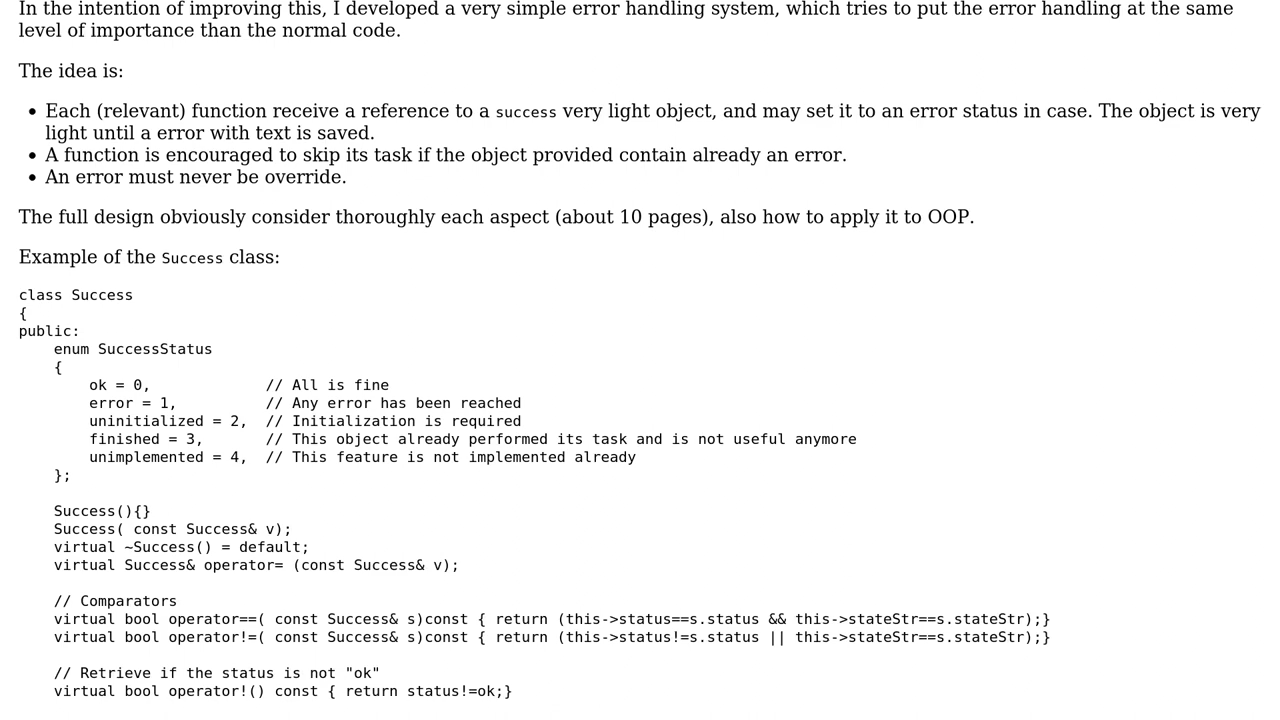 In the intention of improving this, I developed a very simple error handling system, which tries to put the error handling at the same
level of importance than the normal code.
The idea is:
• Each (relevant) function receive a reference to a success very light object, and may set it to an error status in case. The object is very
light until a error with text is saved.
• A function is encouraged to skip its task if the object provided contain already an error.
• An error must never be override.
The full design obviously consider thoroughly each aspect (about 10 pages), also how to apply it to OOP.
Example of the Success class:
class Success
{
public:
    enum SuccessStatus
    {
        ok = 0,             // All is fine
        error = 1,          // Any error has been reached
        uninitialized = 2,  // Initialization is required
        finished = 3,       // This object already performed its task and is not useful anymore
        unimplemented = 4,  // This feature is not implemented already
    };
    Success(){}
    Success( const Success& v);
    virtual ~Success() = default;
    virtual Success& operator= (const Success& v);
    // Comparators
    virtual bool operator==( const Success& s)const { return (this->status==s.status && this->stateStr==s.stateStr);}
    virtual bool operator!=( const Success& s)const { return (this->status!=s.status || this->stateStr==s.stateStr);}
    // Retrieve if the status is not "ok"
    virtual bool operator!() const { return status!=ok;}